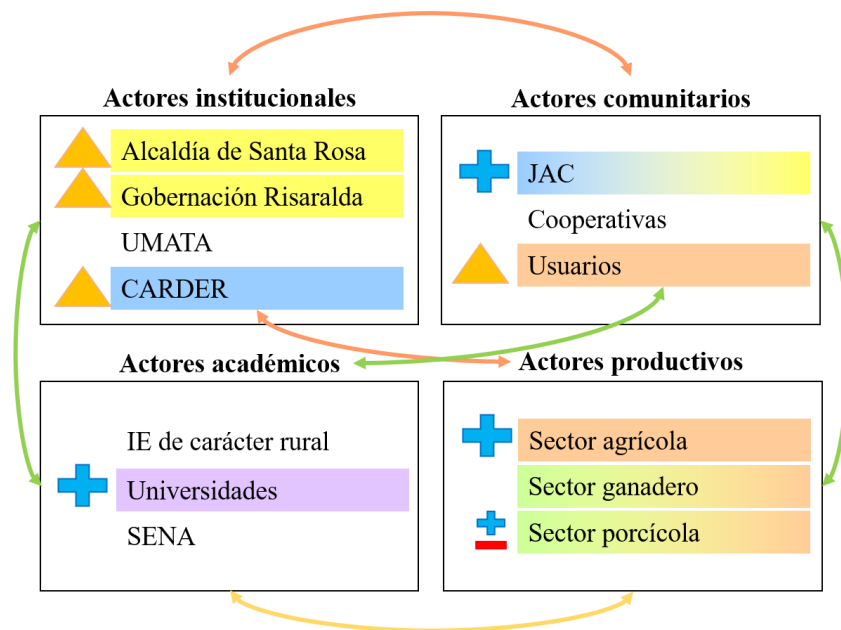 Actores institucionales
Alcaldía de Santa Rosa
Gobernación Risaralda
UMATA
CARDER
Actores comunitarios
JAC
Cooperativas
Usuarios
Actores académicos
IE de carácter rural
Universidades
SENA
Actores productivos
Sector agrícola
Sector ganadero
Sector porcícola